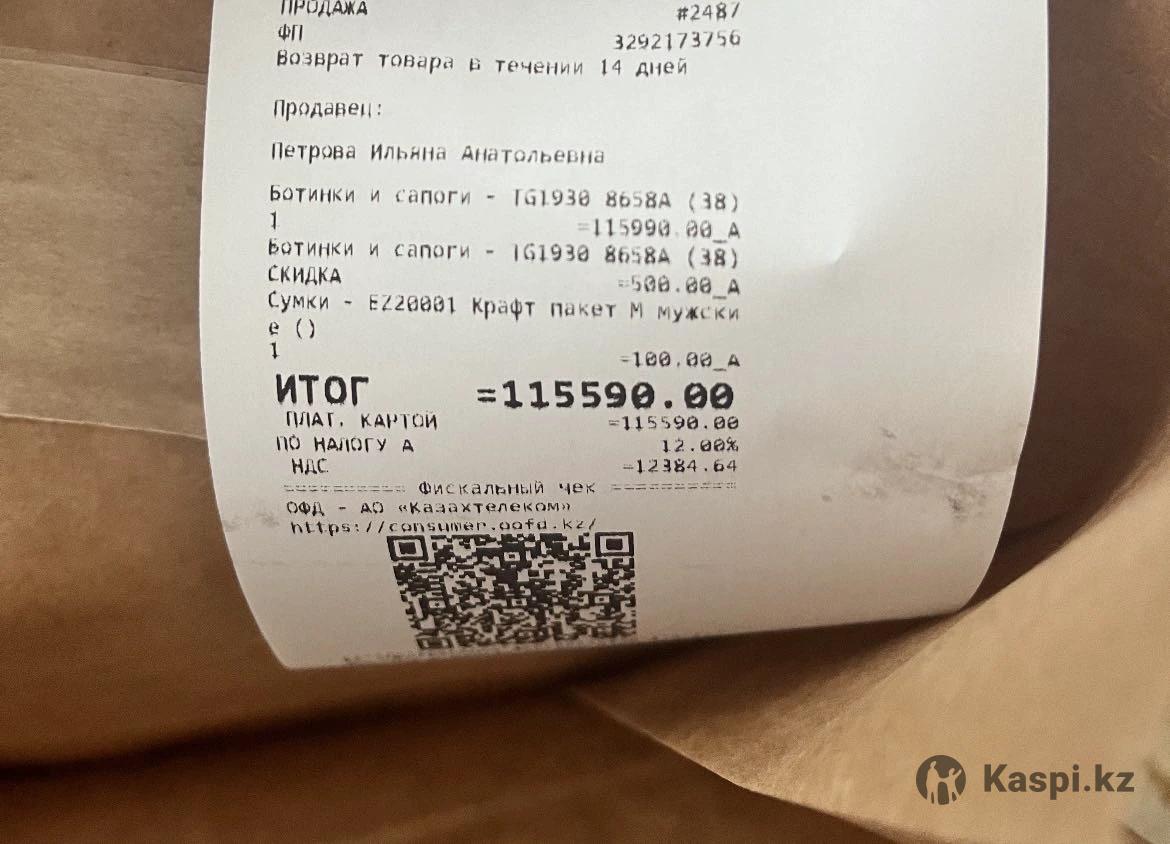 ПРОДАЖА #2487
ФП 3292173756
Возврат товара в течении 14 дней
Продавец:
Петрова Ильяна Анатольевна
Ботинки и сапоги - TG1930 8658A (38)
1 =115990.00_A
Ботинки и сапоги - TG1930 8658A (38)
СКИДКА =500.00_A
Сумки - EZ20001 Крафт пакет М мужски
е ()
1 =100.00_A
ИТОГ =115590.00
ПЛАТ. КАРТОЙ =115590.00
ПО НАЛОГУ А 12.00%
НДС =12384.64
========== Фискальный чек ==========
ОФД - АО «Казахтелеком»
https://consumer.oofd.kz/
Kaspi.kz